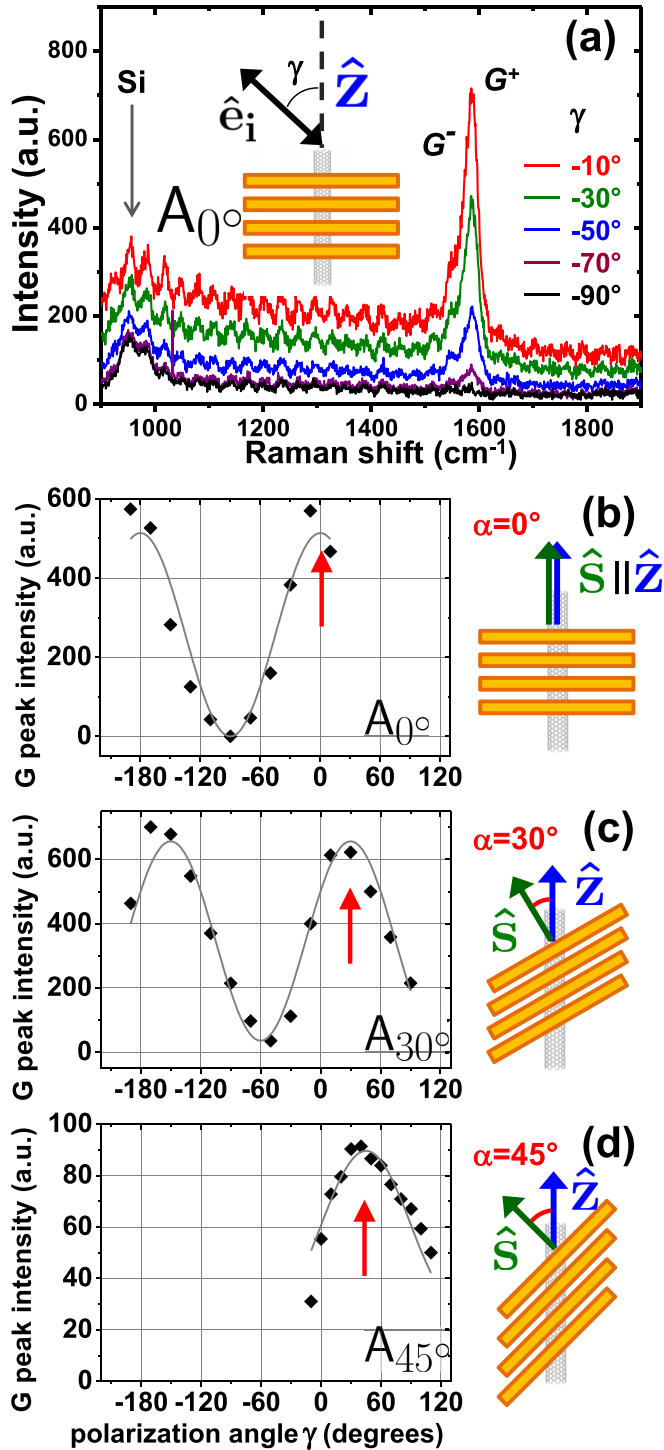 (a)
Si
γ
Ẑ
êᵢ
A0°
G⁻
G⁺
γ
-10°
-30°
-50°
-70°
-90°
800
600
400
200
0
Intensity (a.u.)
1000 1200 1400 1600 1800
Raman shift (cm⁻¹)
600
400
200
0
G peak intensity (a.u.)
A0°
-180 -120 -60 0 60 120
(b)
α=0°
Ŝ||Ẑ
600
400
200
0
G peak intensity (a.u.)
A30°
-180 -120 -60 0 60 120
(c)
α=30°
Ŝ
Ẑ
100
80
60
40
20
0
G peak intensity (a.u.)
A45°
-180 -120 -60 0 60 120
polarization angle γ (degrees)
(d)
α=45°
Ŝ
Ẑ